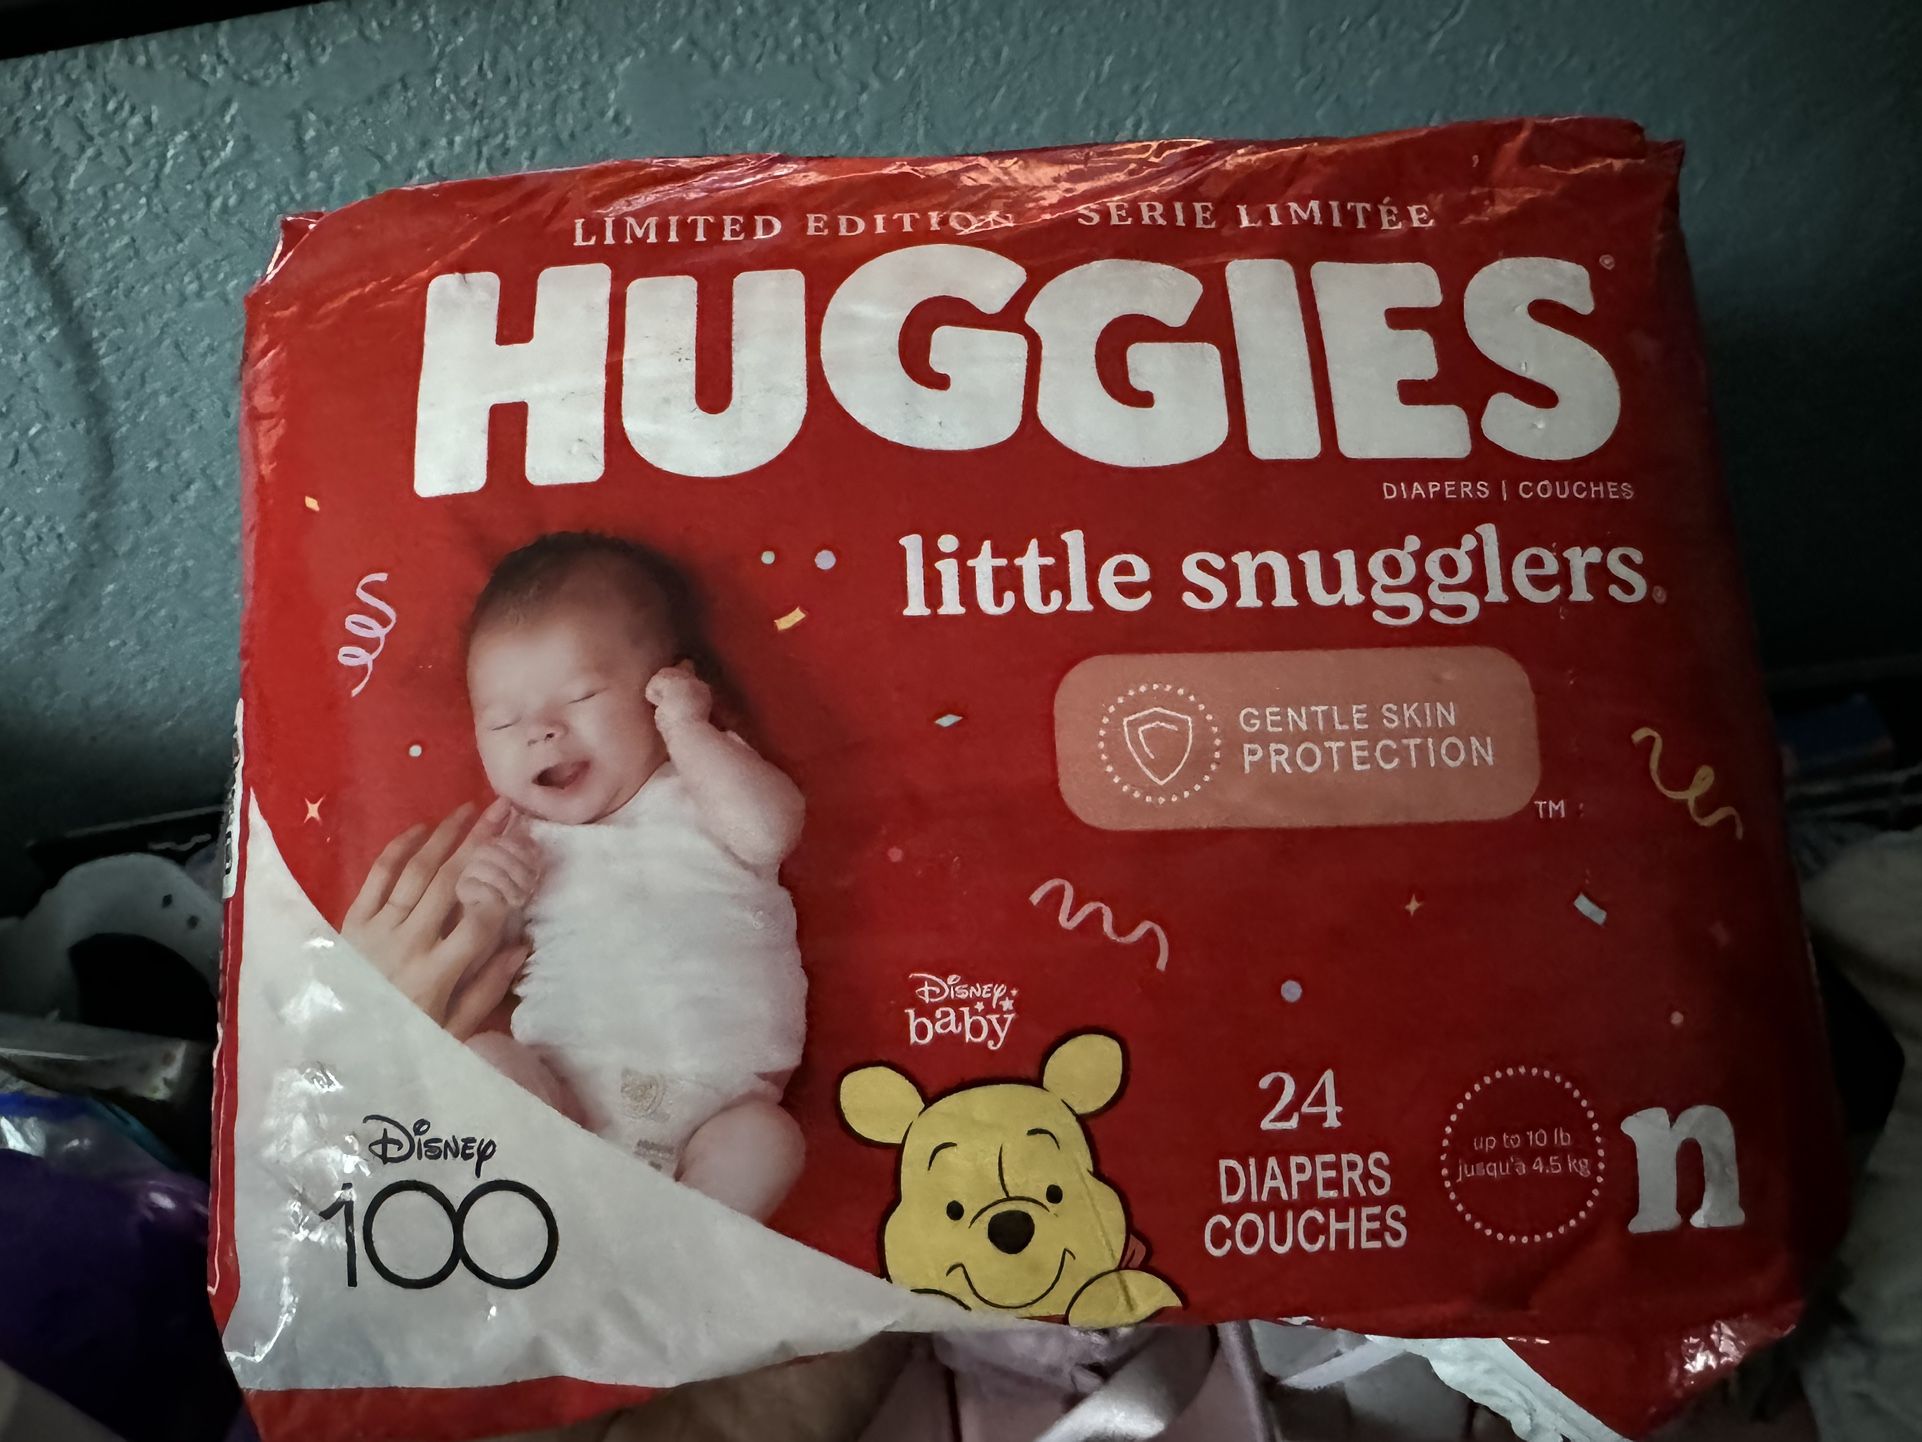 LIMITED EDITION · SÉRIE LIMITÉE
HUGGIES®
DIAPERS | COUCHES
little snugglers®
GENTLE SKIN
PROTECTION
TM
Disney
baby
24
DIAPERS
COUCHES
up to 10 lb
jusqu'à 4.5 kg
n
Disney
100